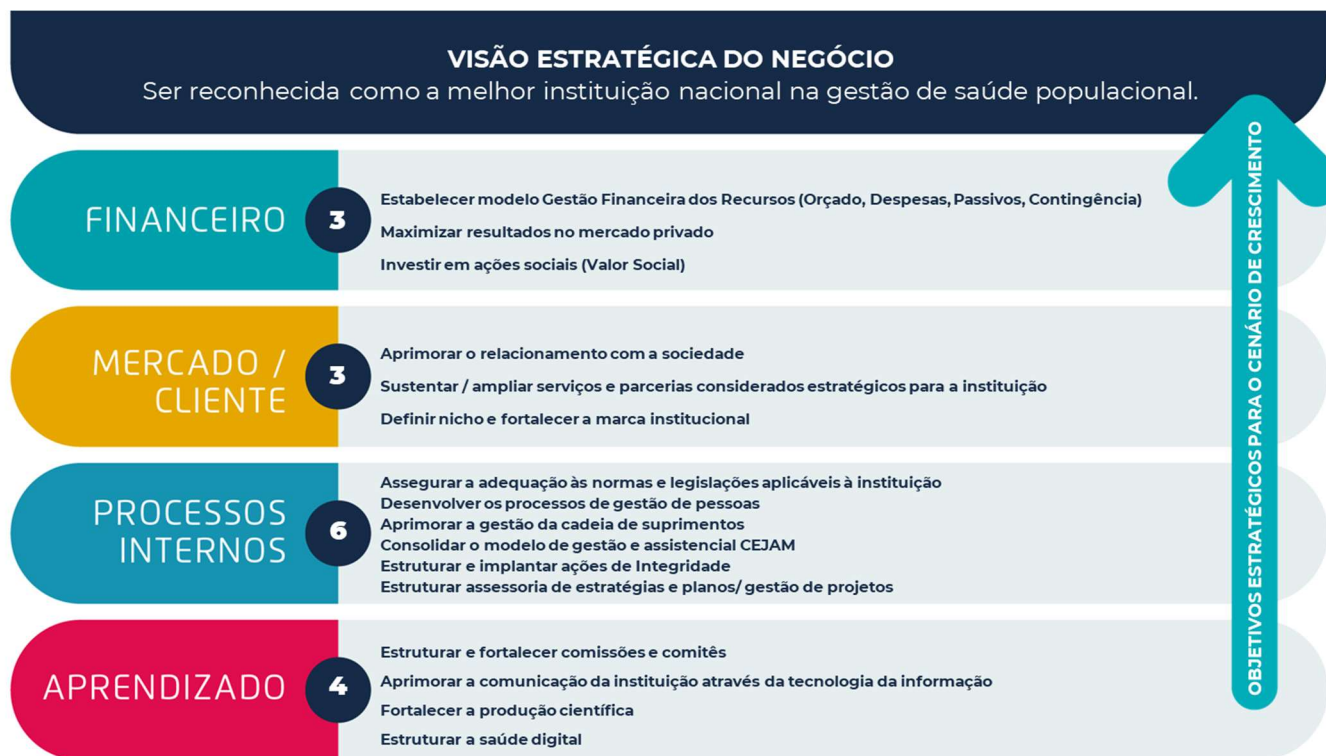 VISÃO ESTRATÉGICA DO NEGÓCIO
Ser reconhecida como a melhor instituição nacional na gestão de saúde populacional.
FINANCEIRO
3
Estabelecer modelo Gestão Financeira dos Recursos (Orçado, Despesas, Passivos, Contingência)
Maximizar resultados no mercado privado
Investir em ações sociais (Valor Social)
MERCADO /
CLIENTE
3
Aprimorar o relacionamento com a sociedade
Sustentar / ampliar serviços e parcerias considerados estratégicos para a instituição
Definir nicho e fortalecer a marca institucional
PROCESSOS
INTERNOS
6
Assegurar a adequação às normas e legislações aplicáveis à instituição
Desenvolver os processos de gestão de pessoas
Aprimorar a gestão da cadeia de suprimentos
Consolidar o modelo de gestão e assistencial CEJAM
Estruturar e implantar ações de Integridade
Estruturar assessoria de estratégias e planos/ gestão de projetos
APRENDIZADO
4
Estruturar e fortalecer comissões e comitês
Aprimorar a comunicação da instituição através da tecnologia da informação
Fortalecer a produção científica
Estruturar a saúde digital
OBJETIVOS ESTRATÉGICOS PARA O CENÁRIO DE CRESCIMENTO